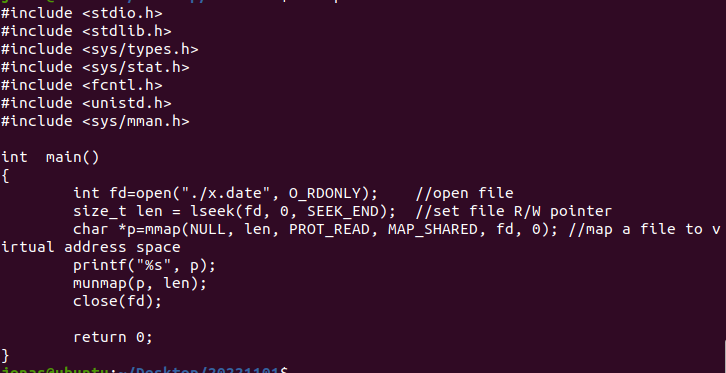 #include <stdio.h>
#include <stdlib.h>
#include <sys/types.h>
#include <sys/stat.h>
#include <fcntl.h>
#include <unistd.h>
#include <sys/mman.h>

int  main()
{
        int fd=open("./x.date", O_RDONLY);    //open file
        size_t len = lseek(fd, 0, SEEK_END);  //set file R/W pointer
        char *p=mmap(NULL, len, PROT_READ, MAP_SHARED, fd, 0); //map a file to v
irtual address space
        printf("%s", p);
        munmap(p, len);
        close(fd);

        return 0;
}
jonas@ubuntu:~/Desktop/20221101$